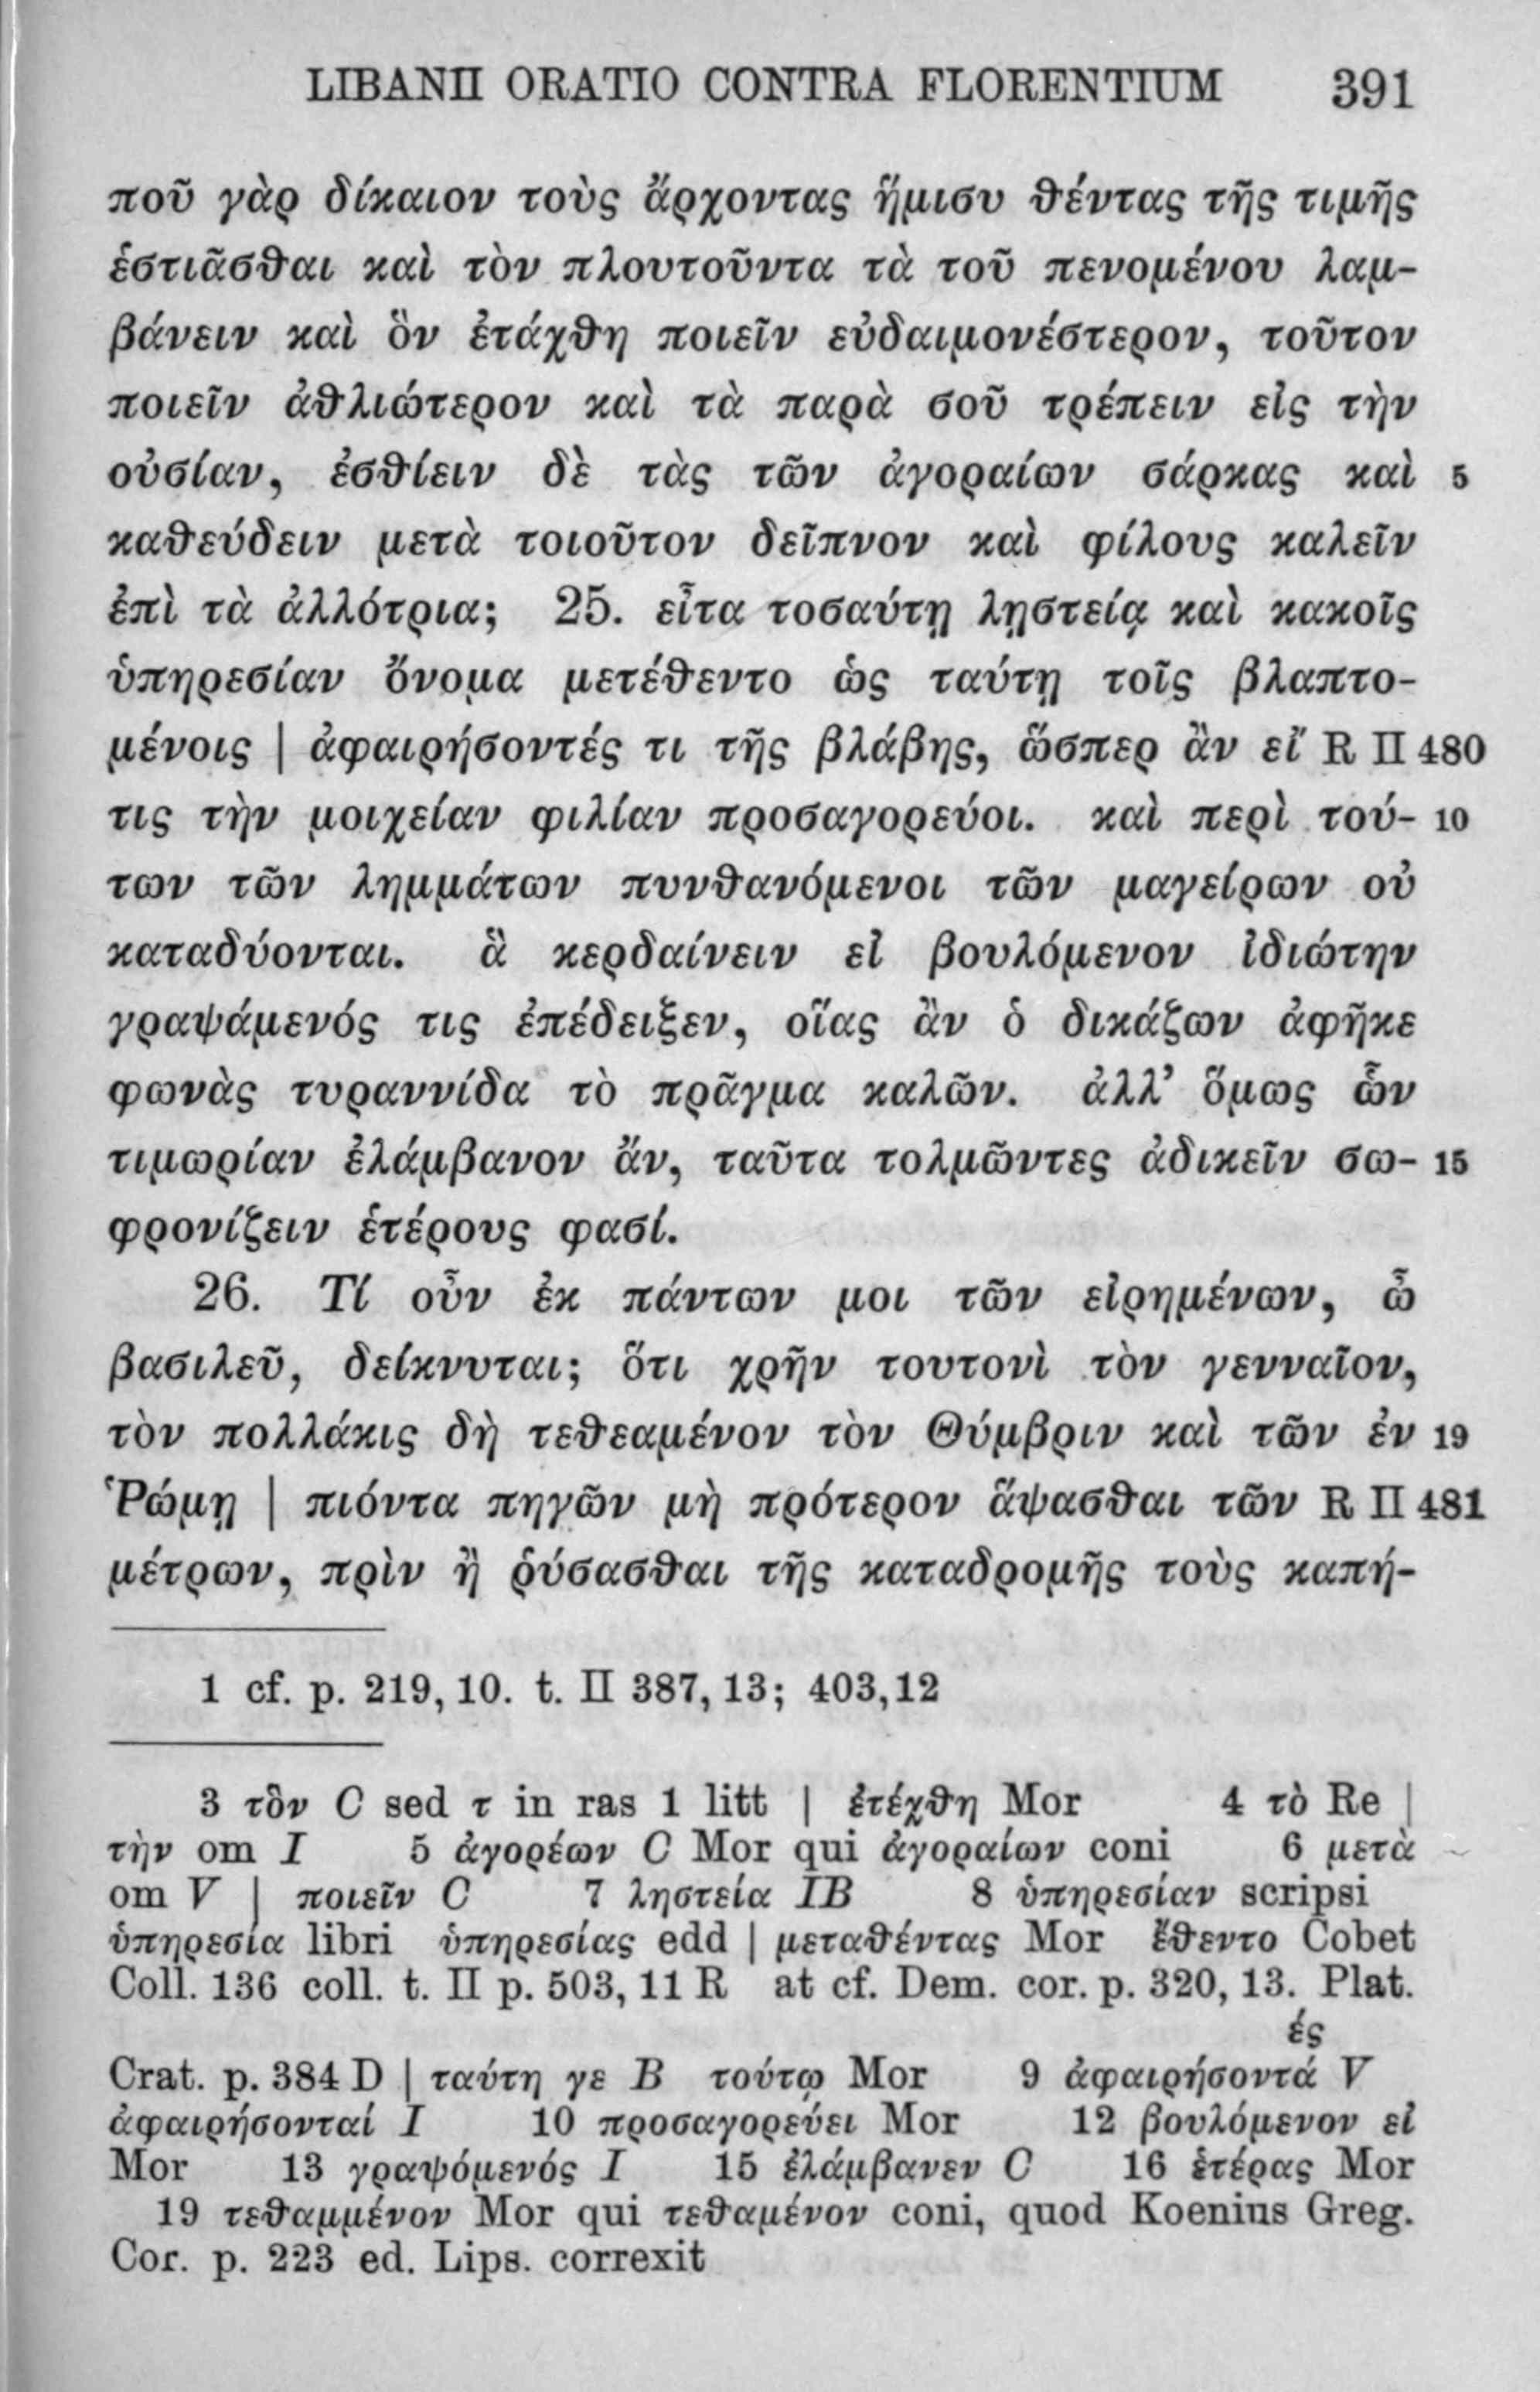 LIBANII ORATIO CONTRA FLORENTIUM 391
ποῦ γὰρ δίκαιον τοὺς ἄρχοντας ἥμισυ θέντας τῆς τιμῆς
ἑστιᾶσθαι καὶ τὸν πλουτοῦντα τὰ τοῦ πενομένου λαμ-
βάνειν καὶ ὃν ἐτάχθη ποιεῖν εὐδαιμονέστερον, τοῦτον
ποιεῖν ἀθλιώτερον καὶ τὰ παρὰ σοῦ τρέπειν εἰς τὴν
οὐσίαν, ἐσθίειν δὲ τὰς τῶν ἀγοραίων σάρκας καὶ 5
καθεύδειν μετὰ τοιοῦτον δεῖπνον καὶ φίλους καλεῖν
ἐπὶ τὰ ἀλλότρια; 25. εἶτα τοσαύτῃ λῃστείᾳ καὶ κακοῖς
ὑπηρεσίαν ὄνομα μετέθεντο ὡς ταύτῃ τοῖς βλαπτο-
μένοις | ἀφαιρήσοντές τι τῆς βλάβης, ὥσπερ ἂν εἴ R II 480
τις τὴν μοιχείαν φιλίαν προσαγορεύοι. καὶ περὶ τού- 10
των τῶν λημμάτων πυνθανόμενοι τῶν μαγείρων οὐ
καταδύονται. ἃ κερδαίνειν εἰ βουλόμενον ἰδιώτην
γραψάμενός τις ἐπέδειξεν, οἵας ἂν ὁ δικάζων ἀφῆκε
φωνὰς τυραννίδα τὸ πρᾶγμα καλῶν. ἀλλ’ ὅμως ὧν
τιμωρίαν ἐλάμβανον ἄν, ταῦτα τολμῶντες ἀδικεῖν σω- 15
φρονίζειν ἑτέρους φασί.
26. Τί οὖν ἐκ πάντων μοι τῶν εἰρημένων, ὦ
βασιλεῦ, δείκνυται; ὅτι χρῆν τουτονὶ τὸν γενναῖον,
τὸν πολλάκις δὴ τεθεαμένον τὸν Θύμβριν καὶ τῶν ἐν 19
Ῥώμῃ | πιόντα πηγῶν μὴ πρότερον ἅψασθαι τῶν R II 481
μέτρων, πρὶν ἢ ῥύσασθαι τῆς καταδρομῆς τοὺς καπή-
1 cf. p. 219, 10. t. II 387, 13; 403, 12
3 τὃν C sed τ in ras 1 litt | ἐτέχθη Mor 4 τὸ Re |
τὴν om I 5 ἀγορέων C Mor qui ἀγοραίων coni 6 μετὰ
om V | ποιεῖν C 7 ληστεία IB 8 ὑπηρεσίαν scripsi
ὑπηρεσία libri ὑπηρεσίας edd | μεταθέντας Mor ἔθεντο Cobet
Coll. 136 coll. t. II p. 503, 11 R at cf. Dem. cor. p. 320, 13. Plat.
ές
Crat. p. 384 D | ταύτη γε B τούτῳ Mor 9 ἀφαιρήσοντά V
ἀφαιρήσονταί I 10 προσαγορεύει Mor 12 βουλόμενον εἰ
Mor 13 γραψόμενός I 15 ἐλάμβανεν C 16 ἑτέρας Mor
19 τεθαμμένον Mor qui τεθαμένον coni, quod Koenius Greg.
Cor. p. 223 ed. Lips. correxit